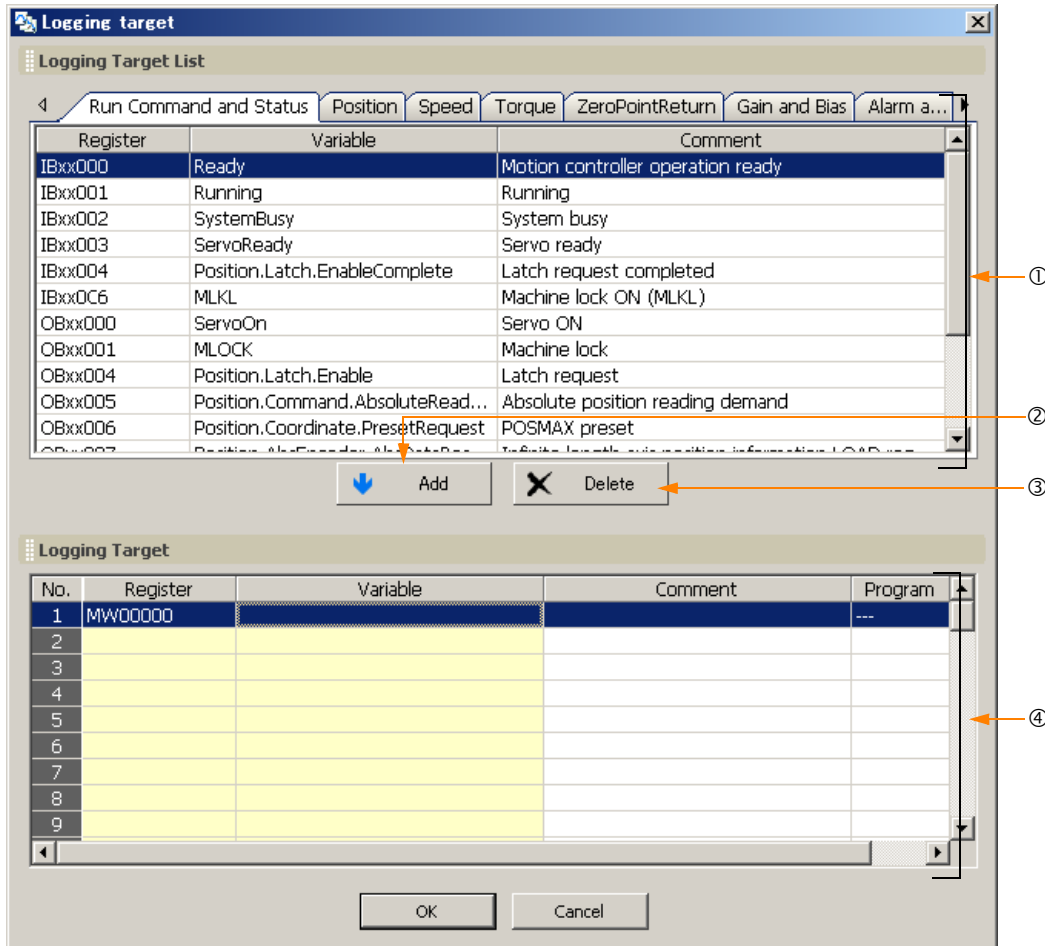 Logging target
Logging Target List
Run Command and Status Position Speed Torque ZeroPointReturn Gain and Bias Alarm a...
Register Variable Comment
IBxx000 Ready Motion controller operation ready
IBxx001 Running Running
IBxx002 SystemBusy System busy
IBxx003 ServoReady Servo ready
IBxx004 Position.Latch.EnableComplete Latch request completed
①
IBxx0C6 MLKL Machine lock ON (MLKL)
OBxx000 ServoOn Servo ON
OBxx001 MLOCK Machine lock
OBxx004 Position.Latch.Enable Latch request
OBxx005 Position.Command.AbsoluteRead... Absolute position reading demand
②
OBxx006 Position.Coordinate.PresetRequest POSMAX preset
Add Delete
③
Logging Target
No. Register Variable Comment Program
1 MW00000 ---
2
3
4
5
④
6
7
8
9
OK Cancel